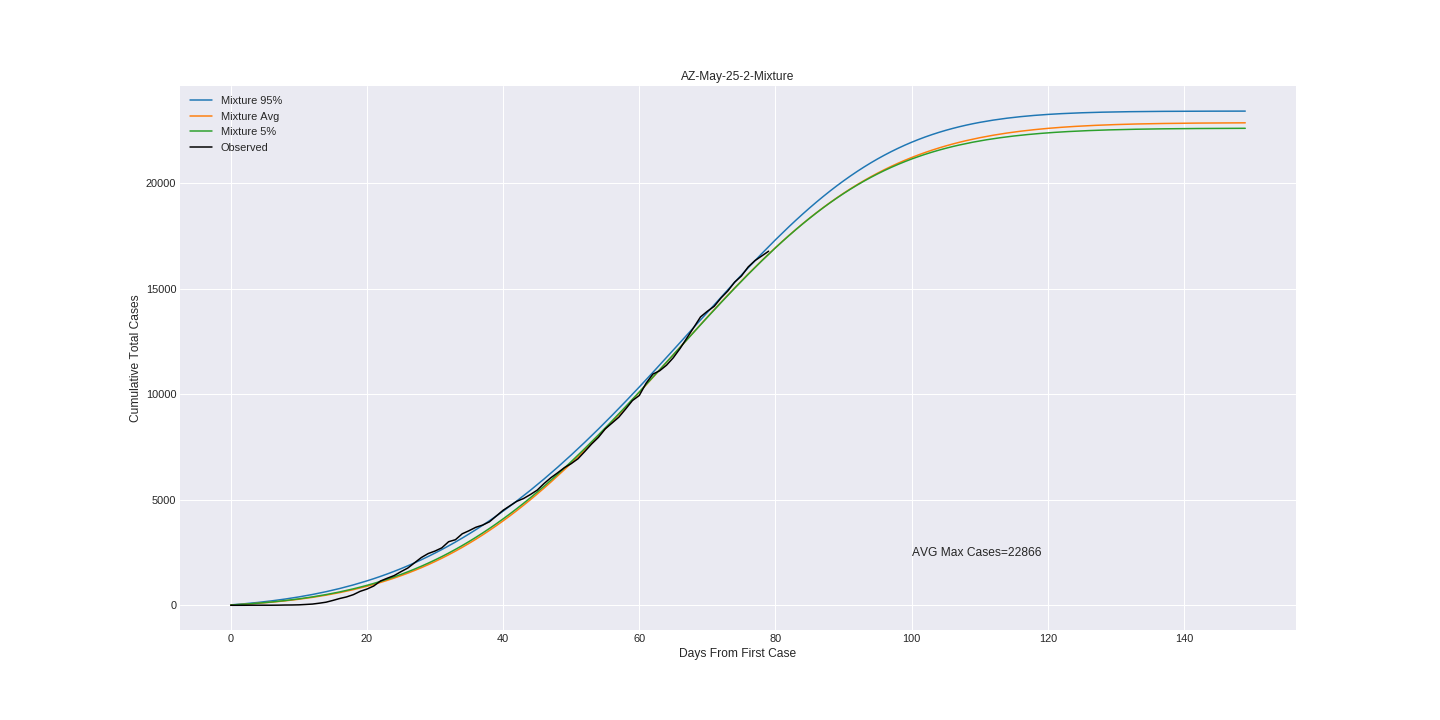 AZ-May-25-2-Mixture
Mixture 95%
Mixture Avg
Mixture 5%
Observed
20000
15000
10000
5000
0
Cumulative Total Cases
AVG Max Cases=22866
0 20 40 60 80 100 120 140
Days From First Case